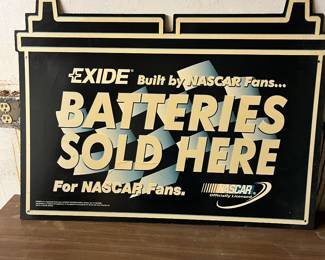 EXIDE® Built by NASCAR Fans...
BATTERIES
SOLD HERE
For NASCAR Fans.
NASCAR®
Officially Licensed